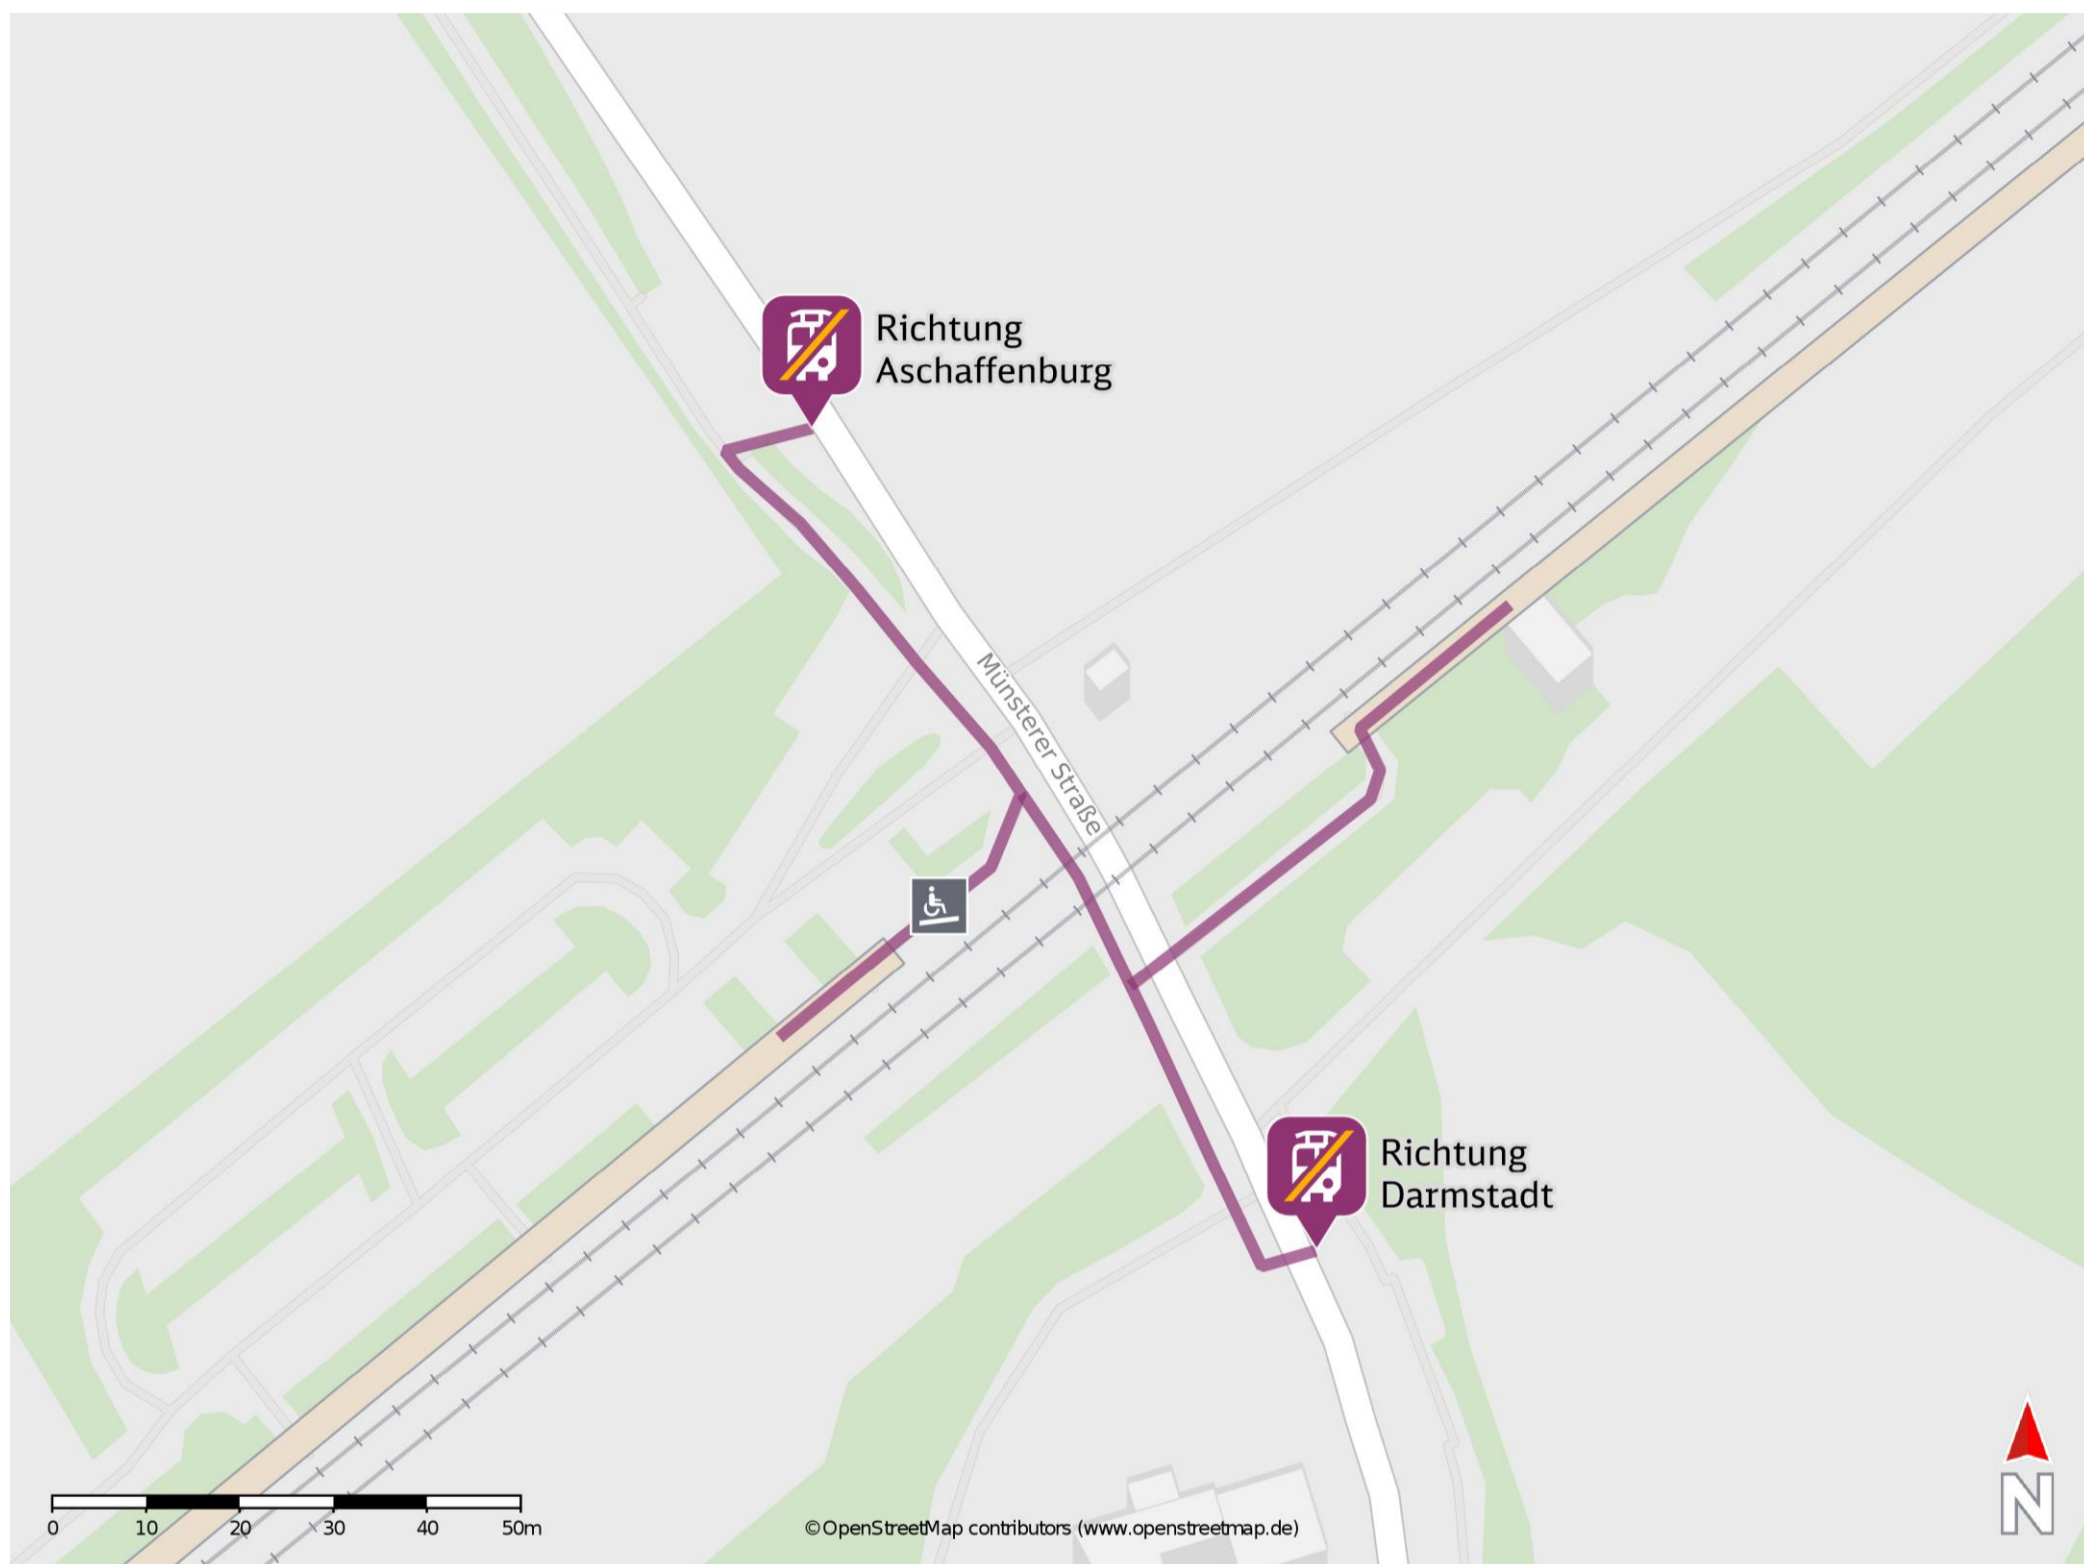 Richtung
Aschaffenburg
Münsterer Straße
Richtung
Darmstadt
N
0 10 20 30 40 50m
©OpenStreetMap contributors (www.openstreetmap.de)